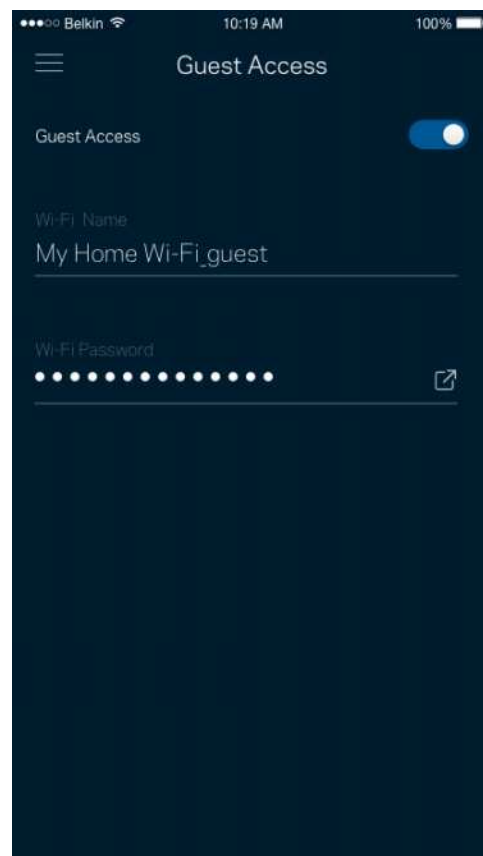 Belkin 10:19 AM 100%
Guest Access
Guest Access
Wi-Fi Name
My Home Wi-Fi_guest
Wi-Fi Password
••••••••••••••